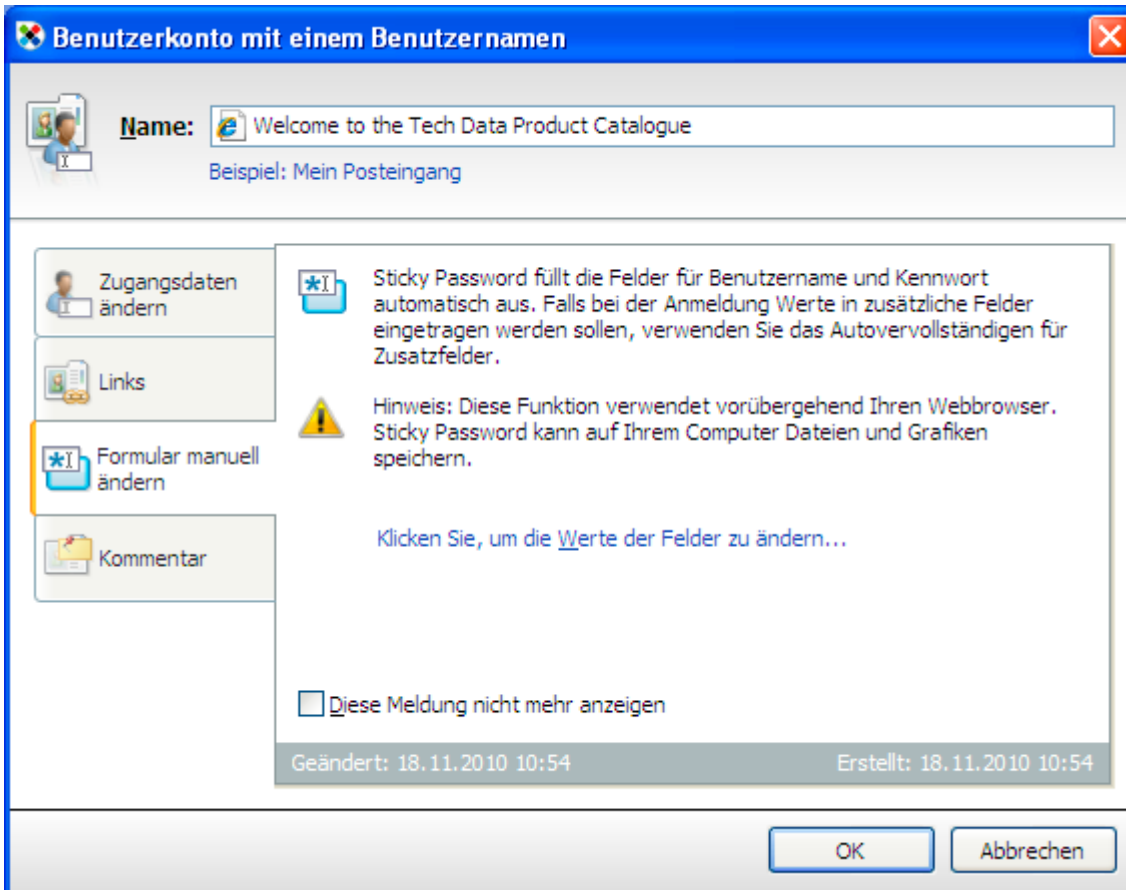 Benutzerkonto mit einem Benutzernamen
Name: Welcome to the Tech Data Product Catalogue
Beispiel: Mein Posteingang
Zugangsdaten
ändern
Links
Formular manuell
ändern
Kommentar
Sticky Password füllt die Felder für Benutzername und Kennwort
automatisch aus. Falls bei der Anmeldung Werte in zusätzliche Felder
eingetragen werden sollen, verwenden Sie das Autovervollständigen für
Zusatzfelder.
Hinweis: Diese Funktion verwendet vorübergehend Ihren Webbrowser.
Sticky Password kann auf Ihrem Computer Dateien und Grafiken
speichern.
Klicken Sie, um die Werte der Felder zu ändern...
Diese Meldung nicht mehr anzeigen
Geändert: 18.11.2010 10:54 Erstellt: 18.11.2010 10:54
OK Abbrechen